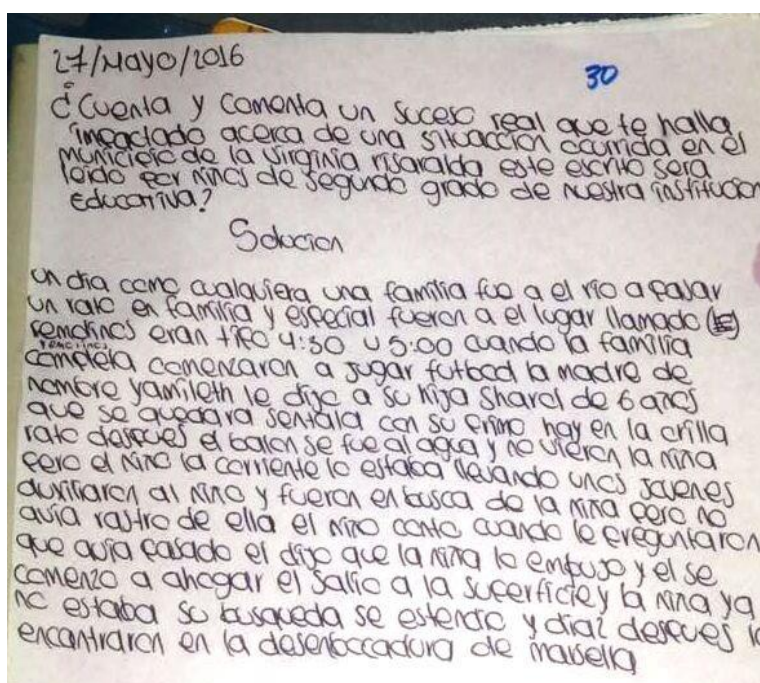 27/Mayo/2016
30
¿Cuenta y comenta un suceso real que te halla
impactado acerca de una situacción ocurrida en el
municipio de la virginia risaralda este escrito sera
leido por niños de segundo grado de nuestra institucion
Educativa?
Solucion
un dia como cualquiera una familia fue a el rio a pasar
un rato en familia y especial fueron a el lugar llamado
remolinos eran tipo 4:30 u 5:00 cuando la familia
remolinos
completa comenzaron a jugar futbol la madre de
nombre yamileth le dijo a su hija Sharol de 6 años
que se quedara sentala con su primo hay en la orilla
rato despues el balon se fue al agua y no vieron la niña
pero el niño la corriente lo estaba llevando unos jovenes
auxiliaron al niño y fueron en busca de la niña pero no
avia rastro de ella el niño conto cuando le preguntaron
que avia pasado el dijo que la niña lo empujo y el se
comenzo a ahogar el salio a la superficie y la niña ya
no estaba su busqueda se estendio y dias despues l
encontraron en la desenboccadura de marsella